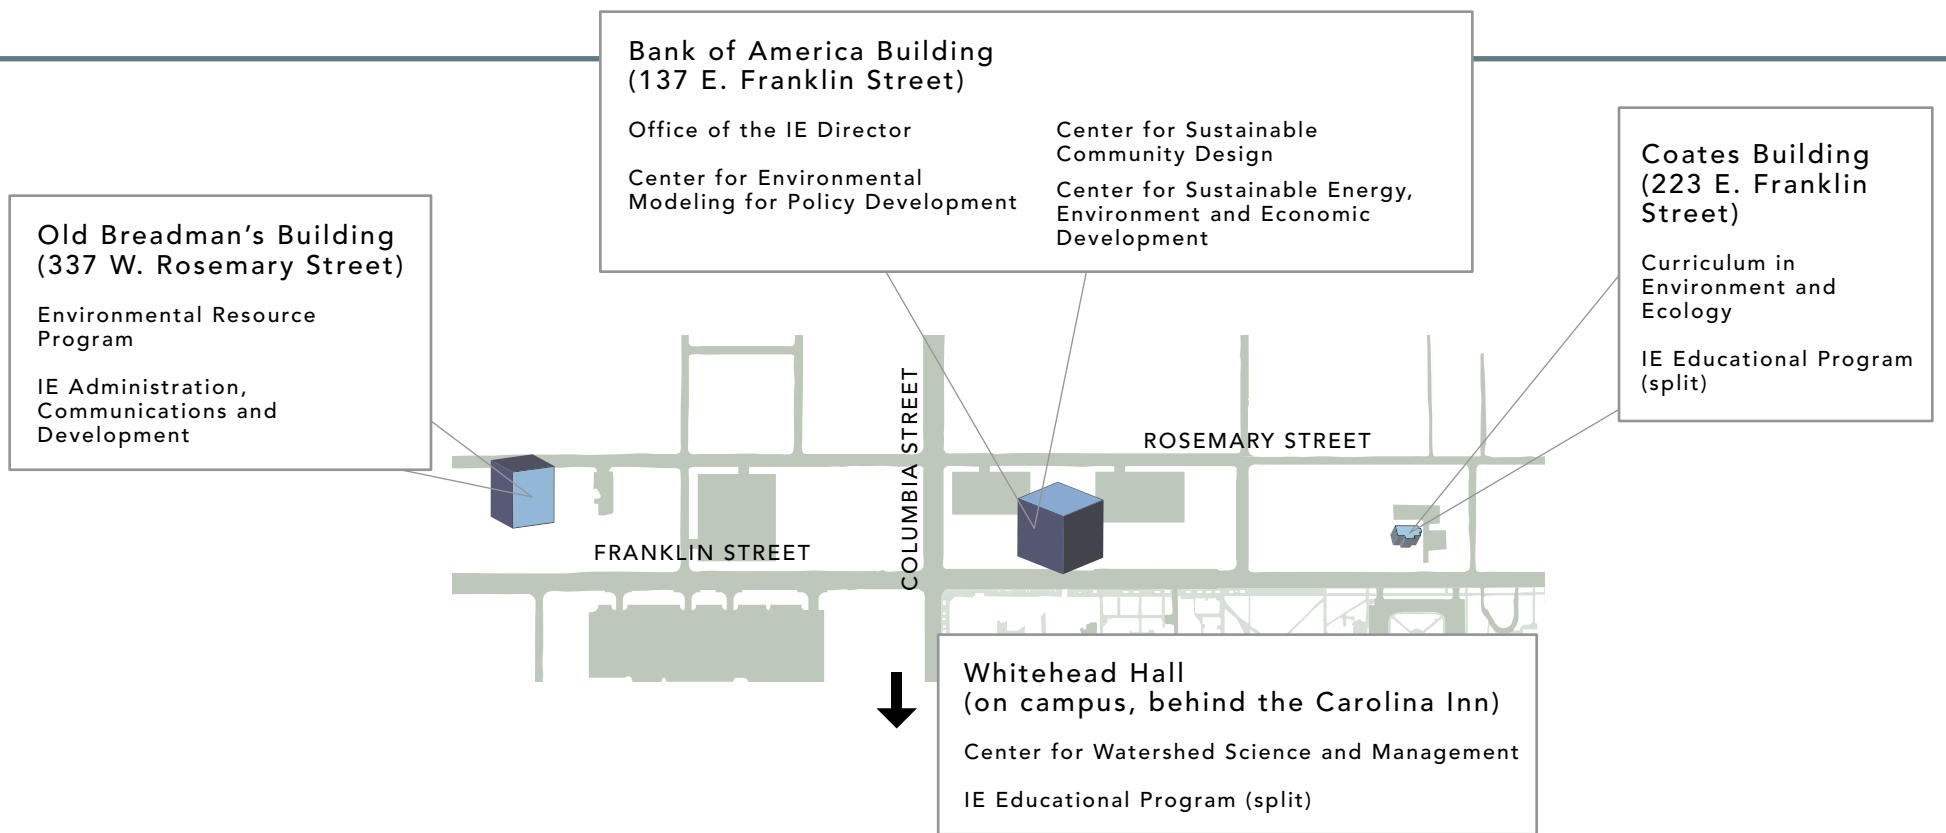 Bank of America Building
(137 E. Franklin Street)
Office of the IE Director
Center for Environmental
Modeling for Policy Development
Center for Sustainable
Community Design
Center for Sustainable Energy,
Environment and Economic
Development
Coates Building
(223 E. Franklin
Street)
Curriculum in
Environment and
Ecology
IE Educational Program
(split)
Old Breadman’s Building
(337 W. Rosemary Street)
Environmental Resource
Program
IE Administration,
Communications and
Development
COLUMBIA STREET
ROSEMARY STREET
FRANKLIN STREET
Whitehead Hall
(on campus, behind the Carolina Inn)
Center for Watershed Science and Management
IE Educational Program (split)